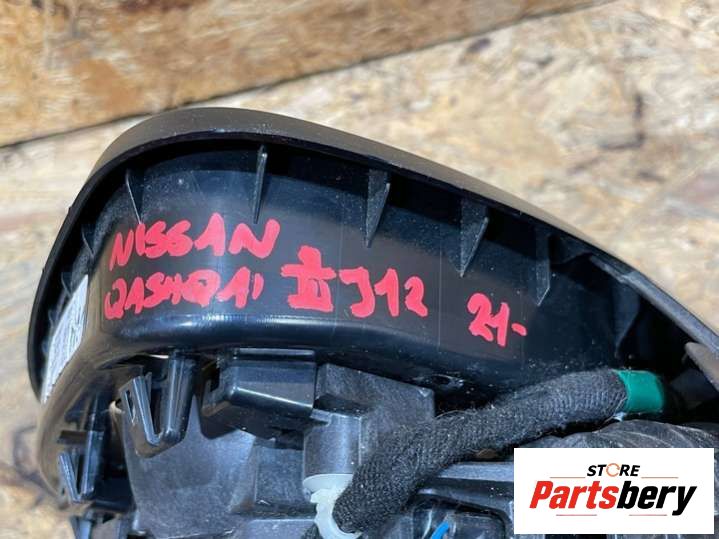 NISSAN
QASHQAI III J12 21-
STORE
Partsbery